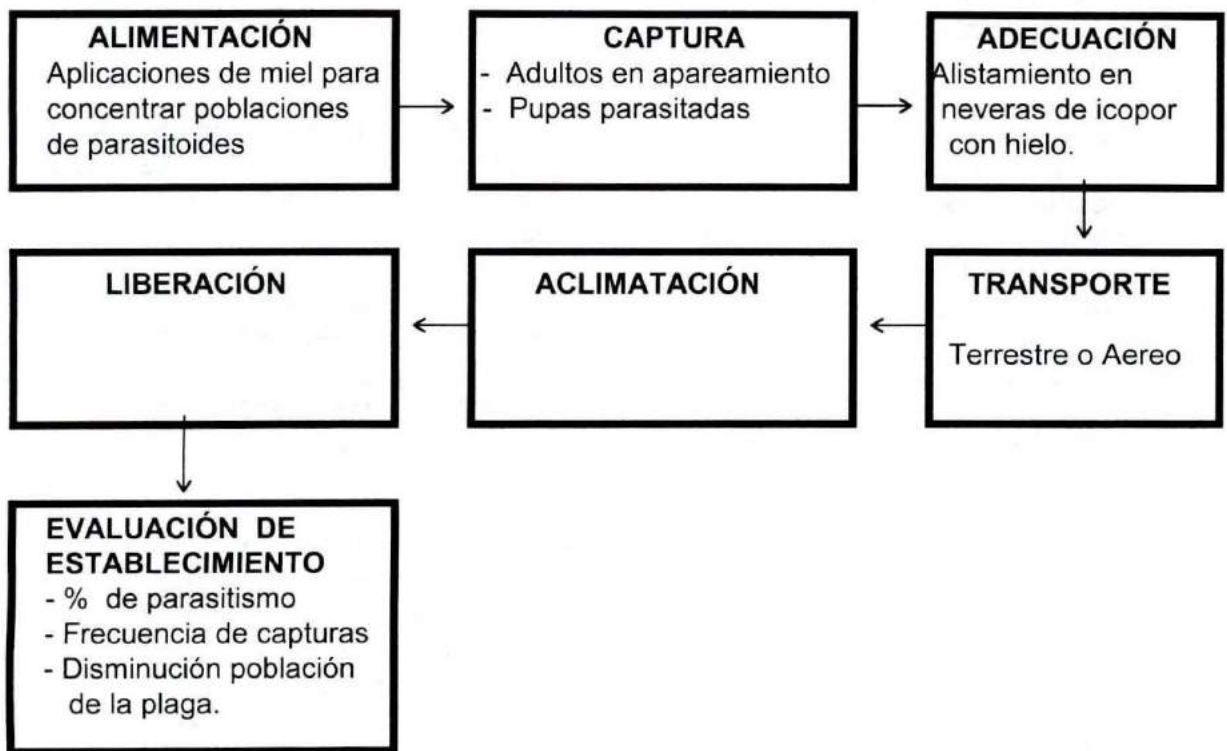 ALIMENTACIÓN
Aplicaciones de miel para
concentrar poblaciones
de parasitoides
CAPTURA
- Adultos en apareamiento
- Pupas parasitadas
ADECUACIÓN
Alistamiento en
neveras de icopor
con hielo.
TRANSPORTE
Terrestre o Aereo
ACLIMATACIÓN
LIBERACIÓN
EVALUACIÓN DE
ESTABLECIMIENTO
- % de parasitismo
- Frecuencia de capturas
- Disminución población
de la plaga.